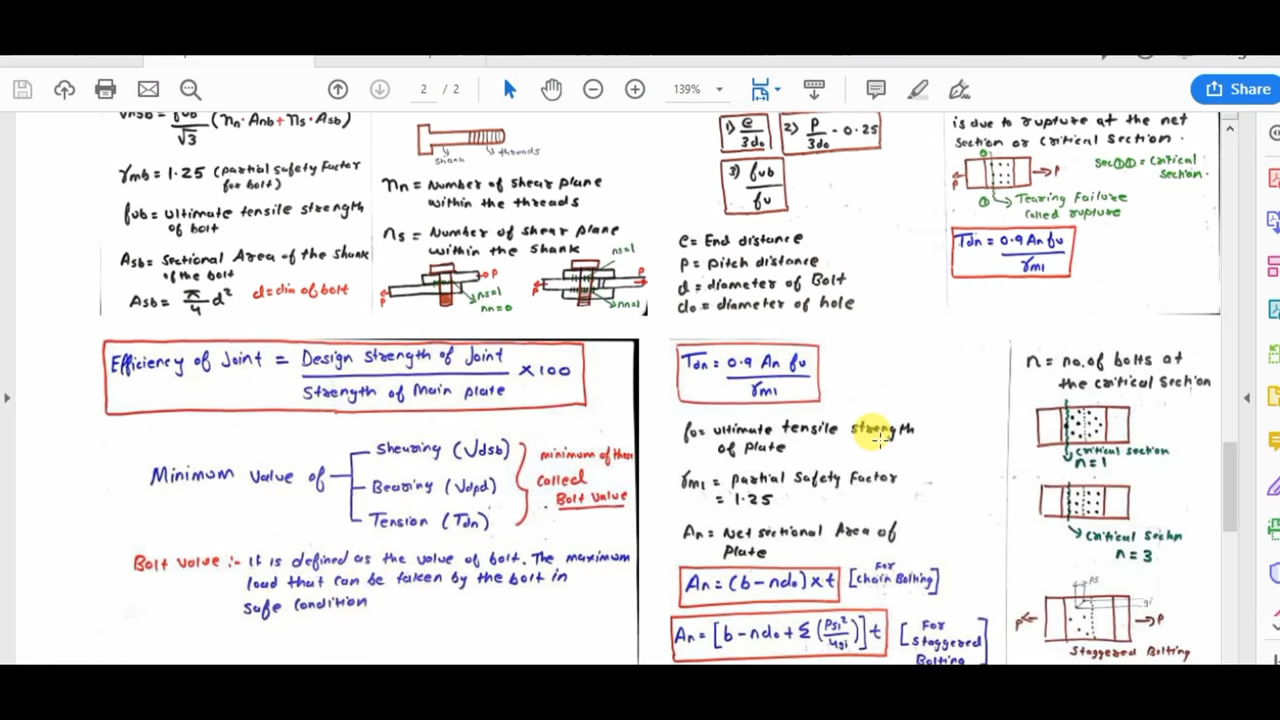 2 / 2
139%
Share
Vnsb = fub/√3 (nn. Anb + ns. Asb)
γmb = 1.25 (partial safety Factor
for bolt)
fub = ultimate tensile strength
of bolt
Asb = Sectional Area of the Shank
of the bolt
Asb = π/4 d² d = dia of bolt
shank
threads
nn = Number of shear plane
within the threads
ns = Number of shear plane
within the Shank
ns=1
P
P
ns=1
nn=0
P
P
nn=1
1) e/3do 2) P/3do - 0.25
3) fub/fu
e = End distance
P = pitch distance
d = diameter of Bolt
do = diameter of hole
is due to rupture at the net
section or critical section.
Sec ①① = critical
Section.
P
P
Tearing Failure
called rupture
Tdn = 0.9 An fu/γm1
Efficiency of Joint = Design strength of Joint/Strength of Main plate × 100
Minimum Value of
Shearing (Vdsb)
Bearing (Vdpd)
Tension (Tdn)
minimum of them
called
Bolt Value
Bolt Value :- it is defined as the value of bolt. The maximum
load that can be taken by the bolt in
safe condition
Tdn = 0.9 An fu/γm1
fu = ultimate tensile strength
of plate
γm1 = partial Safety Factor
= 1.25
An = Net sectional Area of
Plate
An = (b - ndo) × t [For
chain Bolting]
An = [b - ndo + Σ (Psi²/4gi)] t [For
staggered
Bolting
n = no. of bolts at
the critical section
critical section
n = 1
critical Sectn
n = 3
Ps
gi
P
P
Staggered Bolting